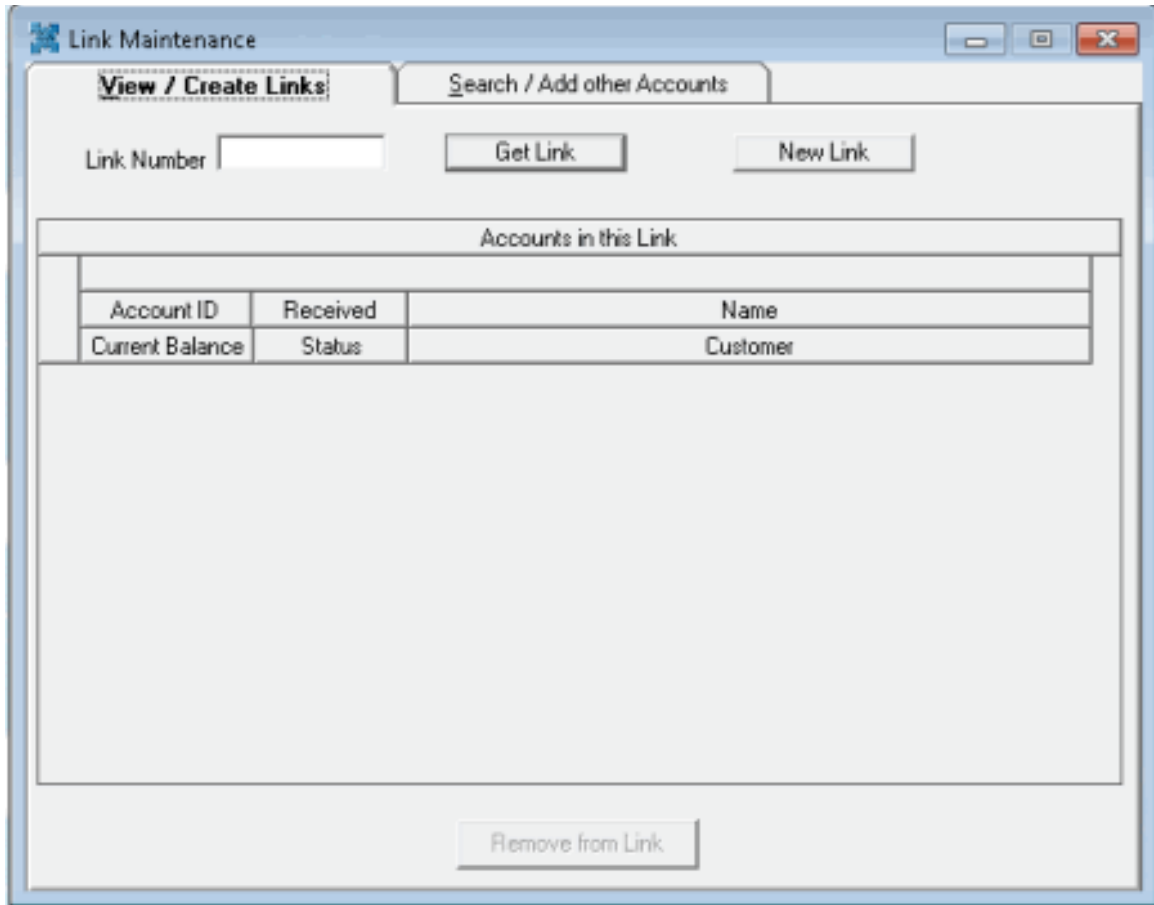 Link Maintenance
View / Create Links Search / Add other Accounts
Link Number Get Link New Link
Accounts in this Link
Account ID Received Name
Current Balance Status Customer
Remove from Link